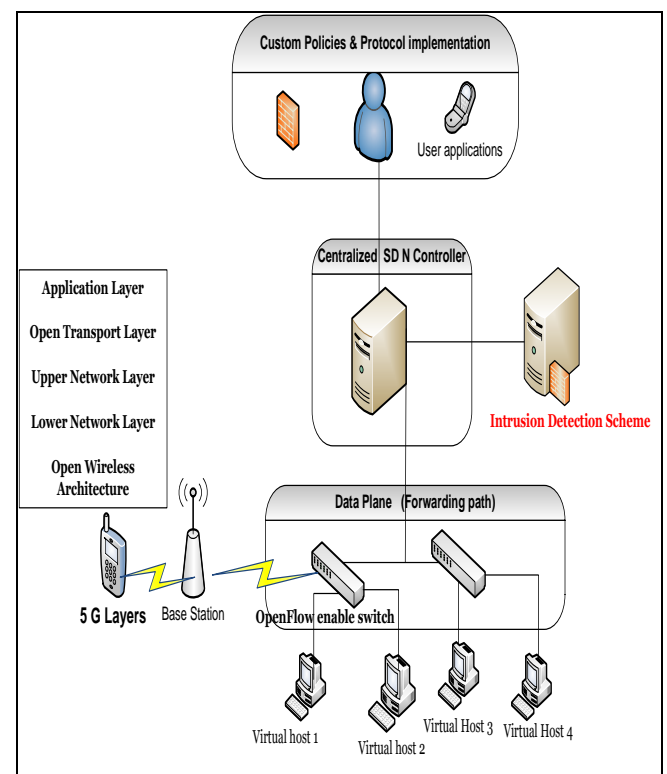 Custom Policies & Protocol implementation
User applications
Centralized SD N Controller
Application Layer
Open Transport Layer
Upper Network Layer
Lower Network Layer
Open Wireless
Architecture
Intrusion Detection Scheme
Data Plane (Forwarding path)
5 G Layers
Base Station
OpenFlow enable switch
Virtual host 1
Virtual host 2
Virtual Host 3
Virtual Host 4